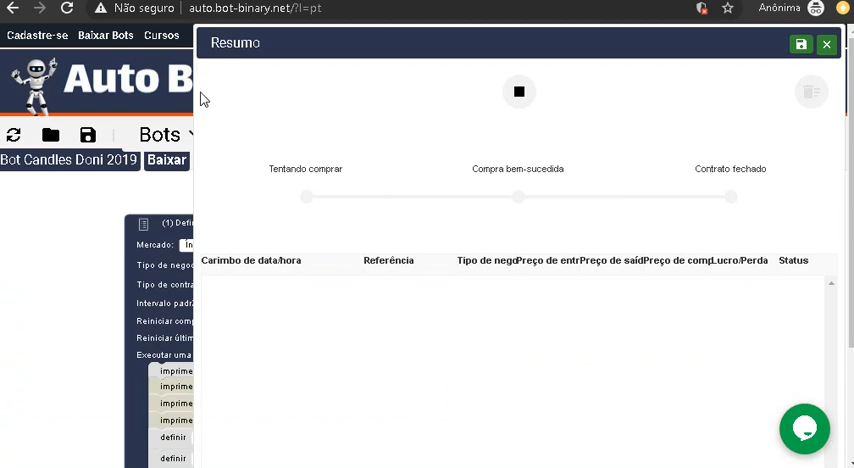 Não seguro
auto.bot-binary.net/?l=pt
Anônima
Cadastre-se Baixar Bots Cursos
Auto B
Bots
Bot Candles Doni 2019
Baixar
(1) Defin
Mercado: Ín
Tipo de negoc
Tipo de contra
Intervalo padrã
Reiniciar comp
Reiniciar últim
Executar uma
imprime
imprime
imprime
imprime
definir
definir
Resumo
Tentando comprar
Compra bem-sucedida
Contrato fechado
Carimbo de data/hora
Referência
Tipo de nego
Preço de entr
Preço de saíd
Preço de comp
Lucro/Perda
Status